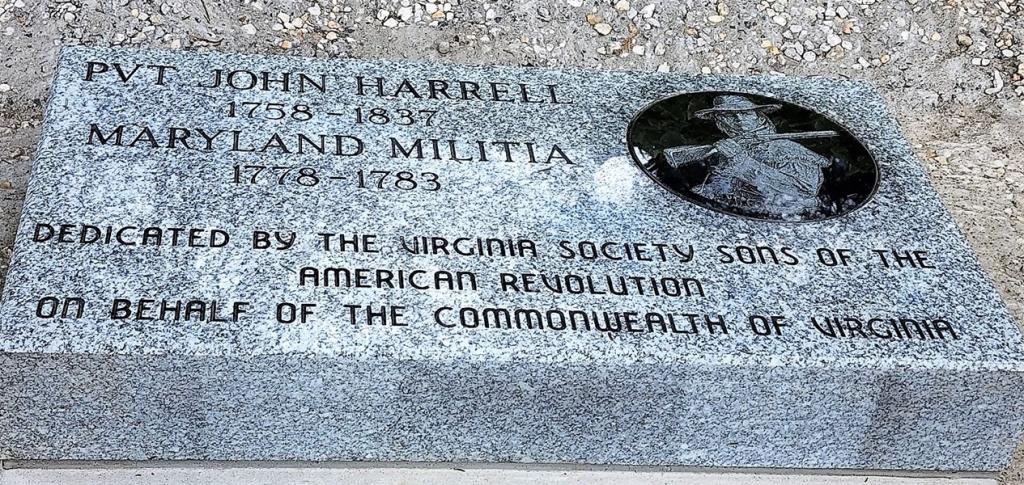 PVT JOHN HARRELL
1758-1837
MARYLAND MILITIA
1778-1783
DEDICATED BY THE VIRGINIA SOCIETY SONS OF THE
AMERICAN REVOLUTION
ON BEHALF OF THE COMMONWEALTH OF VIRGINIA